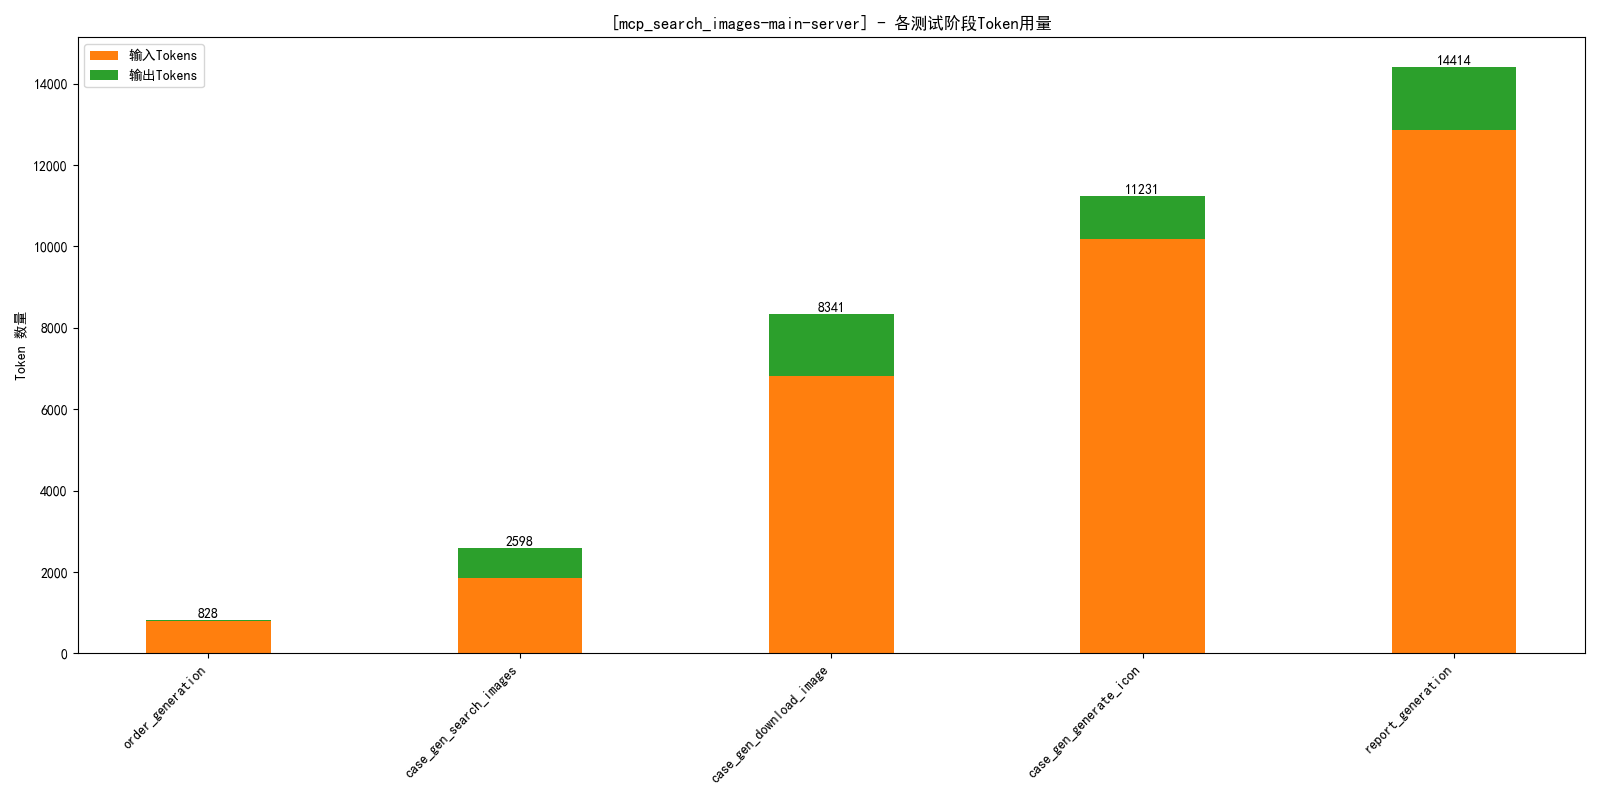 [mcp_search_images-main-server] - 各测试阶段Token用量
输入Tokens
输出Tokens
Token 数量
14000
12000
10000
8000
6000
4000
2000
0
828
2598
8341
11231
14414
order_generation
case_gen_search_images
case_gen_download_image
case_gen_generate_icon
report_generation